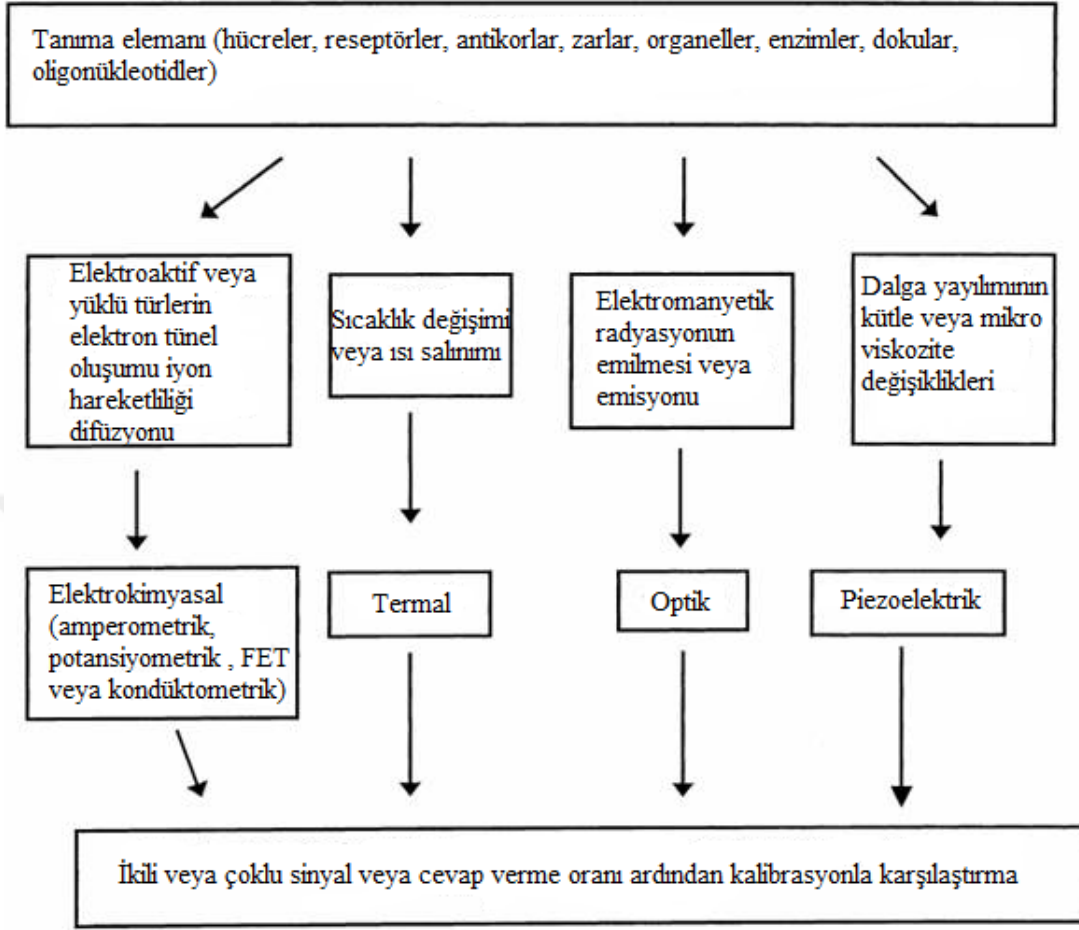 Tanıma elemanı (hücreler, reseptörler, antikorlar, zarlar, organeller, enzimler, dokular,
oligonükleotidler)
Elektroaktif veya
yüklü türlerin
elektron tünel
oluşumu iyon
hareketliliği
difüzyonu
Sıcaklık değişimi
veya ısı salınımı
Elektromanyetik
radyasyonun
emilmesi veya
emisyonu
Dalga yayılımının
kütle veya mikro
viskozite
değişiklikleri
Elektrokimyasal
(amperometrik,
potansiyometrik , FET
veya kondüktometrik)
Termal
Optik
Piezoelektrik
İkili veya çoklu sinyal veya cevap verme oranı ardından kalibrasyonla karşılaştırma